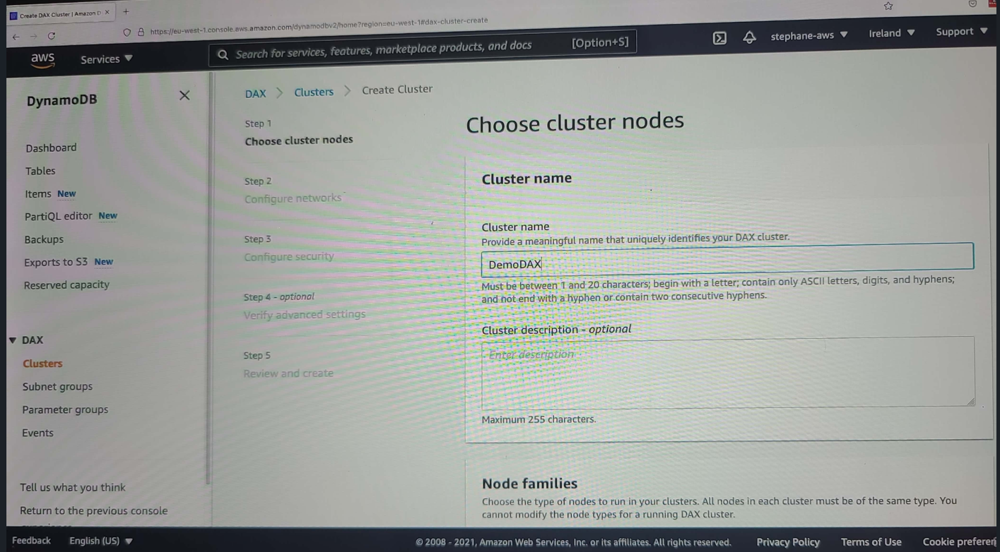 Create DAX Cluster | Amazon D
https://eu-west-1.console.aws.amazon.com/dynamodbv2/home?region=eu-west-1#dax-cluster-create
aws
Services
Search for services, features, marketplace products, and docs
[Option+S]
stephane-aws
Ireland
Support
DynamoDB
Dashboard
Tables
Items New
PartiQL editor New
Backups
Exports to S3 New
Reserved capacity
DAX
Clusters
Subnet groups
Parameter groups
Events
Tell us what you think
Return to the previous console
DAX > Clusters > Create Cluster
Step 1
Choose cluster nodes
Step 2
Configure networks
Step 3
Configure security
Step 4 - optional
Verify advanced settings
Step 5
Review and create
Choose cluster nodes
Cluster name
Cluster name
Provide a meaningful name that uniquely identifies your DAX cluster.
DemoDAX
Must be between 1 and 20 characters; begin with a letter; contain only ASCII letters, digits, and hyphens;
and not end with a hyphen or contain two consecutive hyphens.
Cluster description - optional
Enter description
Maximum 255 characters.
Node families
Choose the type of nodes to run in your clusters. All nodes in each cluster must be of the same type. You
cannot modify the node types for a running DAX cluster.
Feedback
English (US)
© 2008 - 2021, Amazon Web Services, Inc. or its affiliates. All rights reserved.
Privacy Policy
Terms of Use
Cookie preferen